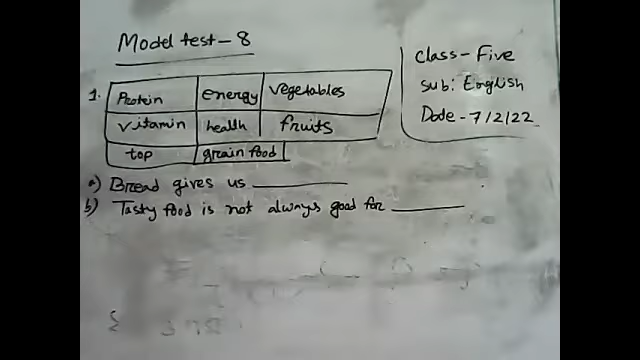 Model test-8
class-Five
sub: English
Date-7/2/22
1. Protein energy vegetables
vitamin health fruits
top grain food
a) Bread gives us ________
b) Tasty food is not always good for ________